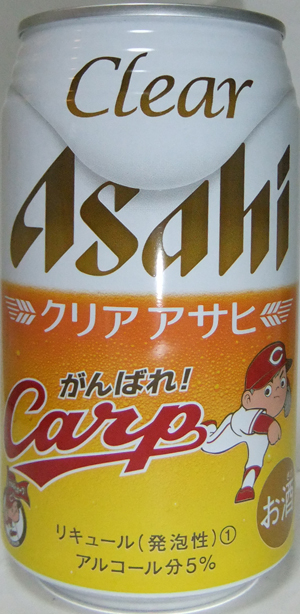 Clear
Asahi
クリア アサヒ
がんばれ!
Carp
C
お酒
リキュール(発泡性)①
アルコール分5%